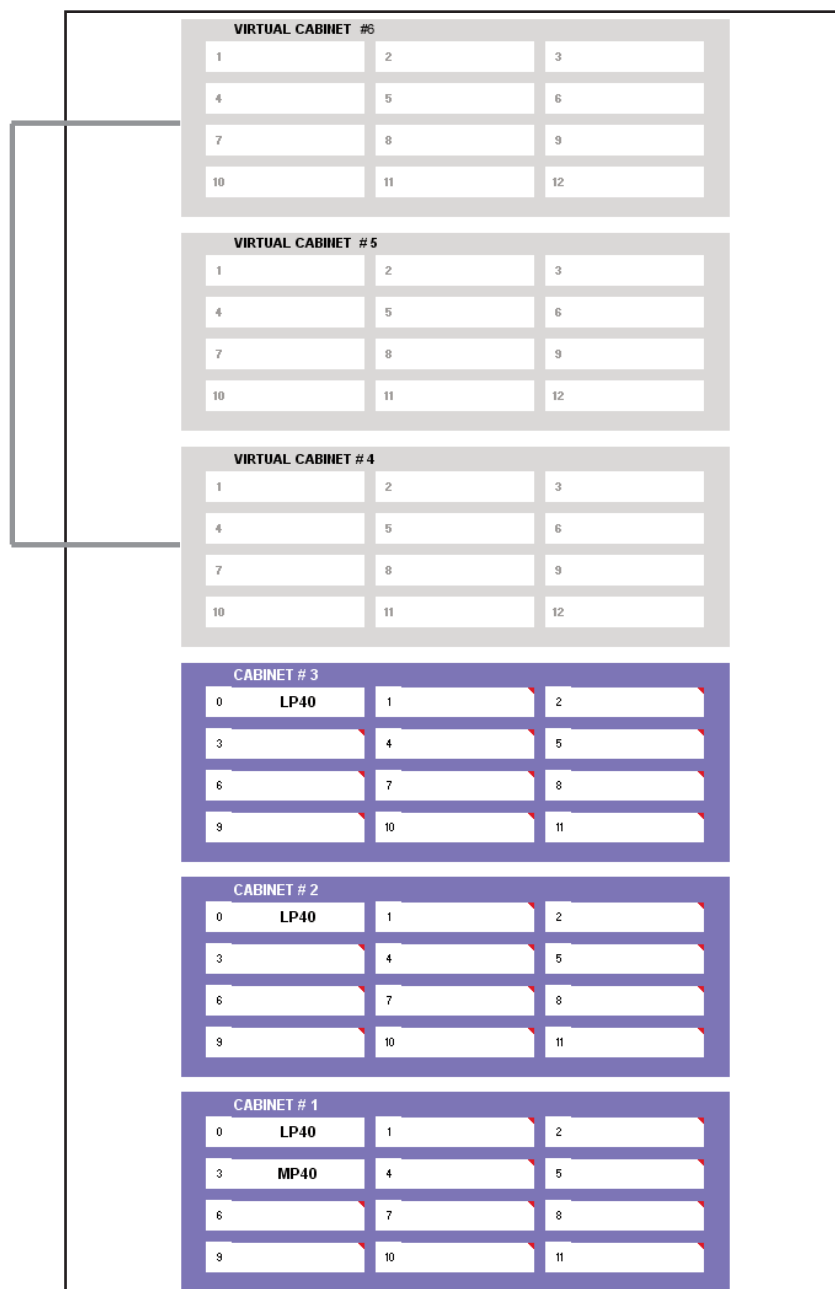 VIRTUAL CABINET #6
1 2 3
4 5 6
7 8 9
10 11 12
VIRTUAL CABINET # 5
1 2 3
4 5 6
7 8 9
10 11 12
VIRTUAL CABINET # 4
1 2 3
4 5 6
7 8 9
10 11 12
CABINET # 3
0 LP40 1 2
3 4 5
6 7 8
9 10 11
CABINET # 2
0 LP40 1 2
3 4 5
6 7 8
9 10 11
CABINET # 1
0 LP40 1 2
3 MP40 4 5
6 7 8
9 10 11